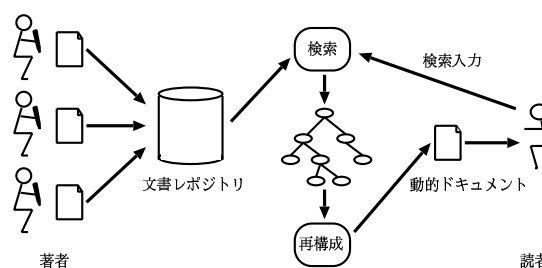 検索
検索入力
文書レポジトリ
動的ドキュメント
再構成
著者
読者